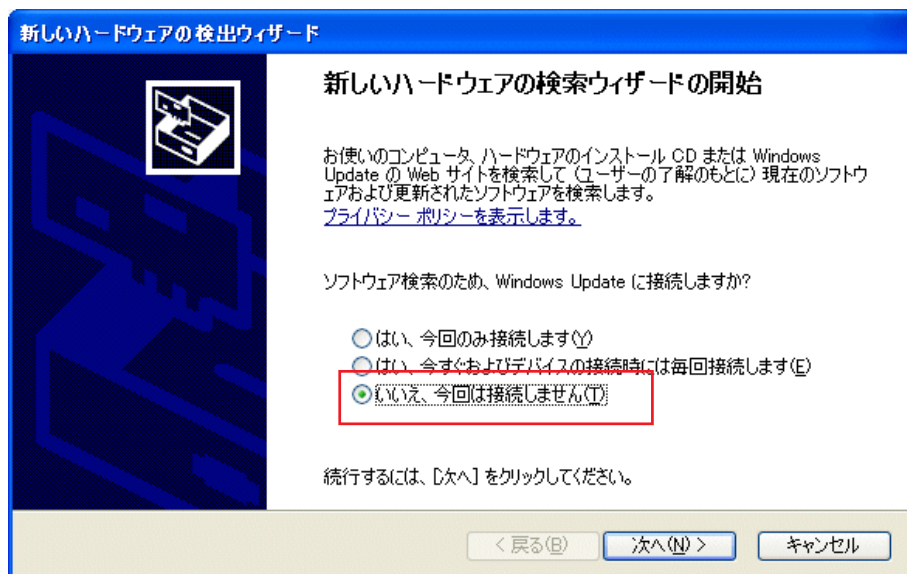 新しいハードウェアの検出ウィザード
新しいハードウェアの検索ウィザードの開始
お使いのコンピュータ、ハードウェアのインストール CD または Windows
Update の Web サイトを検索して (ユーザーの了解のもとに) 現在のソフトウ
ェアおよび更新されたソフトウェアを検索します。
プライバシー ポリシーを表示します。
ソフトウェア検索のため、Windows Update に接続しますか?
はい、今回のみ接続します(Y)
はい、今すぐおよびデバイスの接続時には毎回接続します(E)
いいえ、今回は接続しません(T)
続行するには、[次へ] をクリックしてください。
< 戻る(B) 次へ(N) > キャンセル